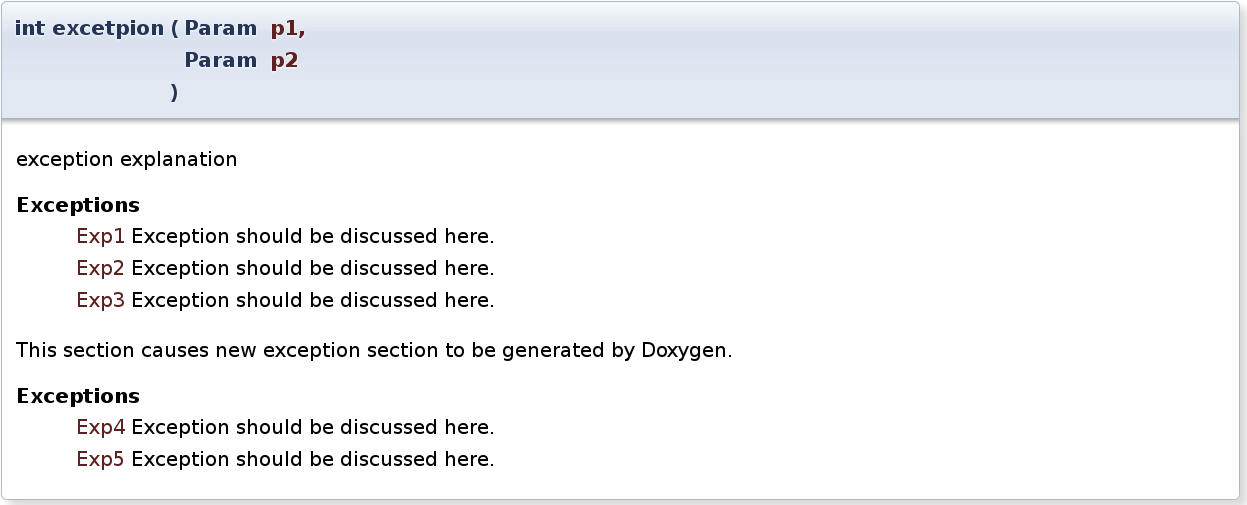 int excetpion ( Param p1,
Param p2
)
exception explanation
Exceptions
Exp1 Exception should be discussed here.
Exp2 Exception should be discussed here.
Exp3 Exception should be discussed here.
This section causes new exception section to be generated by Doxygen.
Exceptions
Exp4 Exception should be discussed here.
Exp5 Exception should be discussed here.